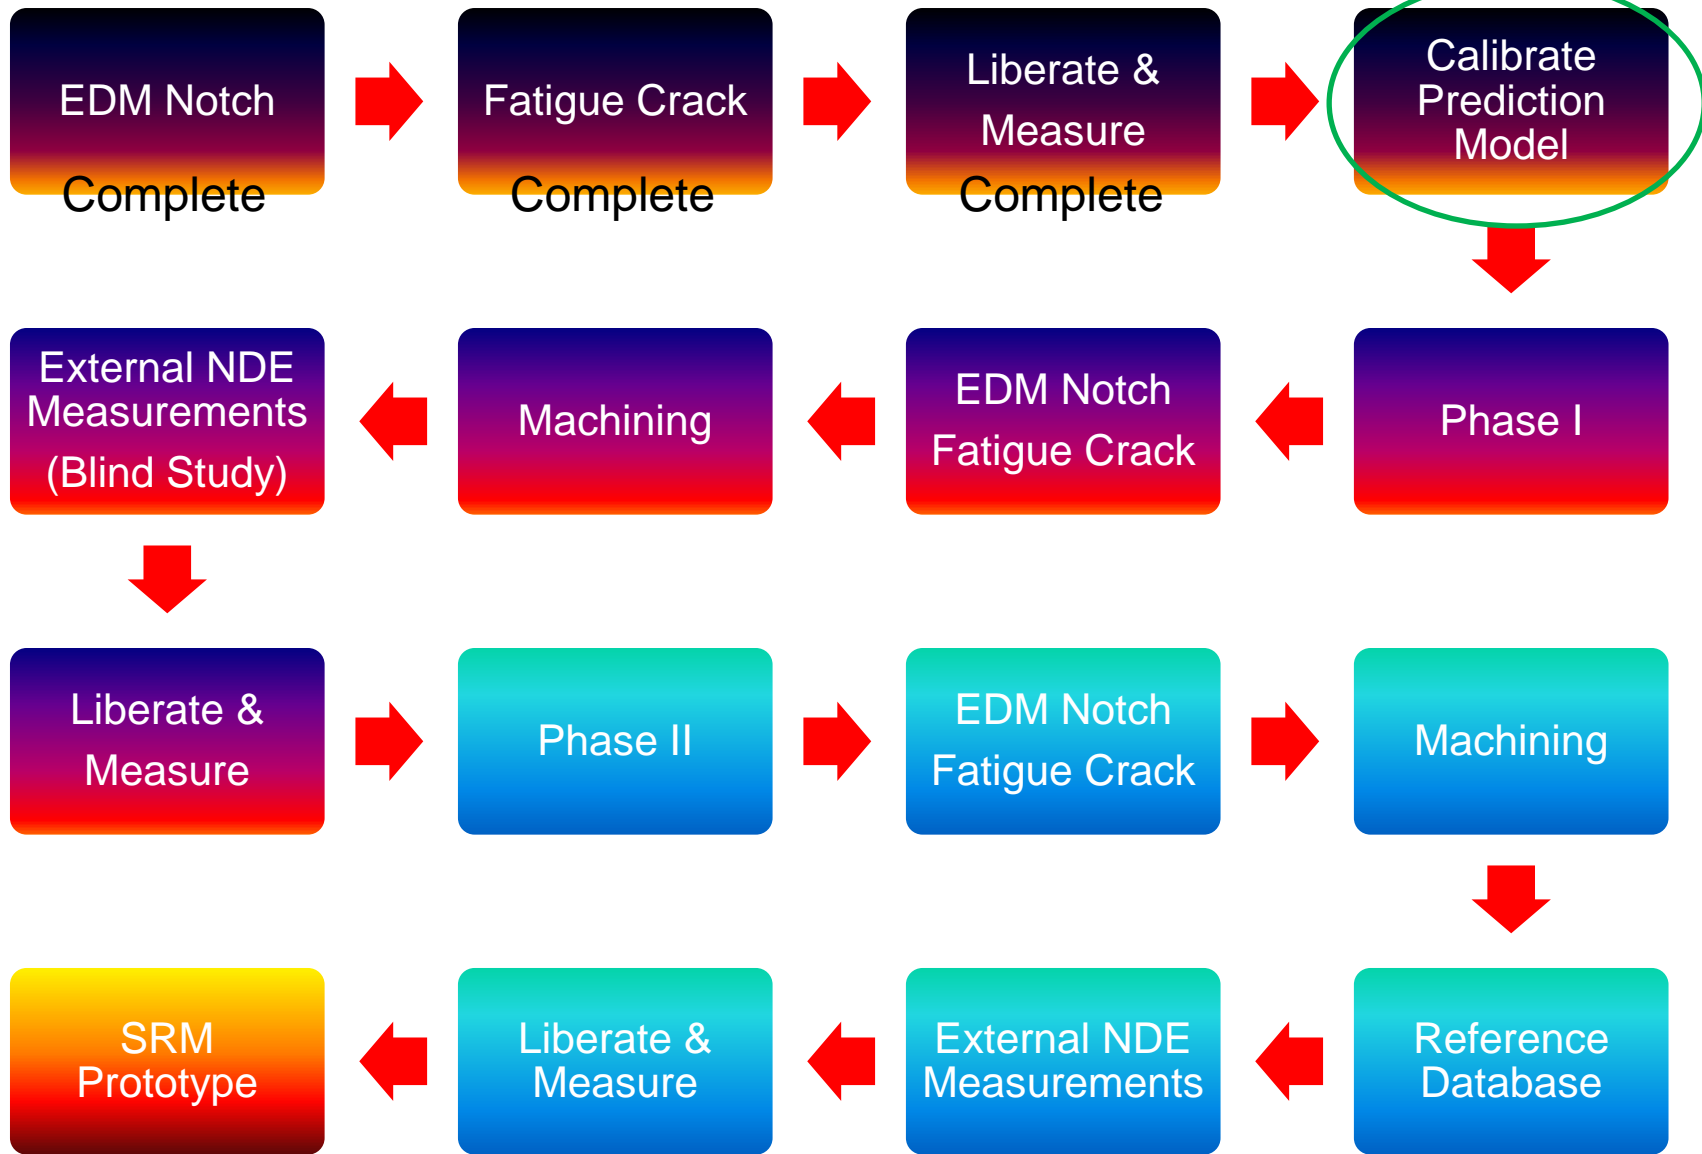 EDM Notch
Complete
Fatigue Crack
Complete
Liberate &
Measure
Complete
Calibrate
Prediction
Model
External NDE
Measurements
(Blind Study)
Machining
EDM Notch
Fatigue Crack
Phase I
Liberate &
Measure
Phase II
EDM Notch
Fatigue Crack
Machining
SRM
Prototype
Liberate &
Measure
External NDE
Measurements
Reference
Database